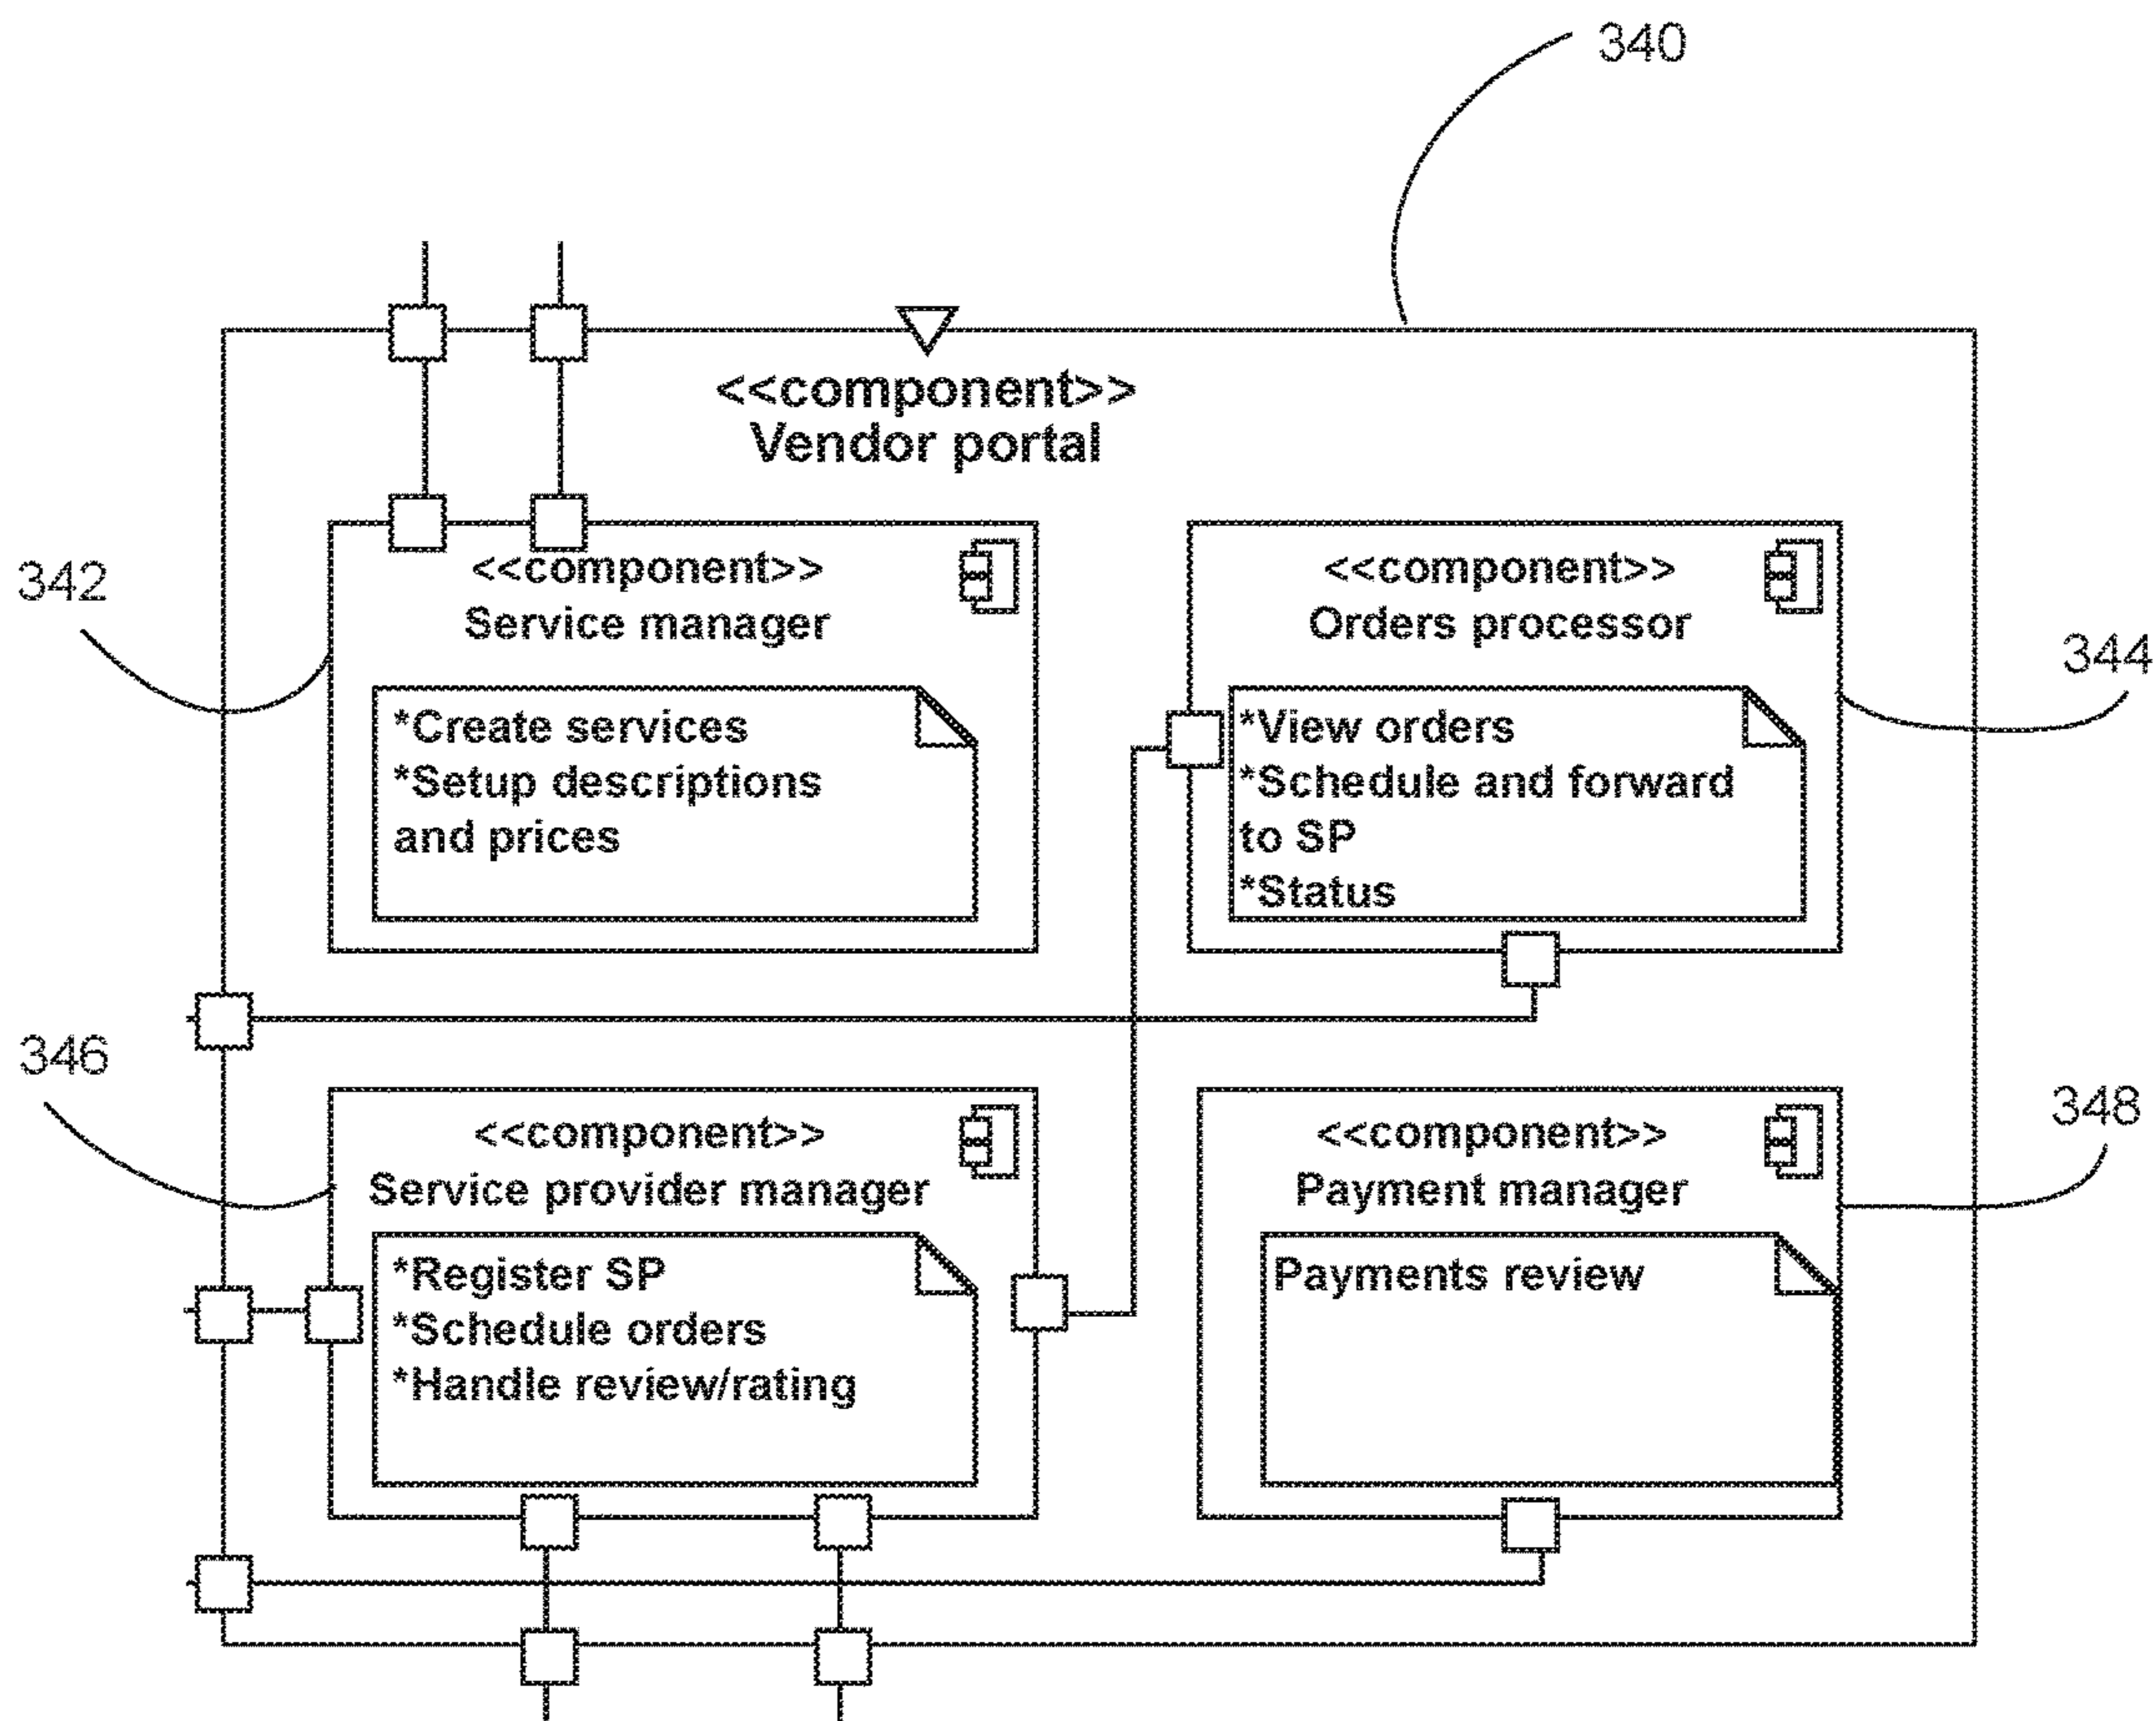 340
<<component>>
Vendor portal
342
<<component>>
Service manager
*Create services
*Setup descriptions
and prices
<<component>>
Orders processor
344
*View orders
*Schedule and forward
to SP
*Status
346
<<component>>
Service provider manager
*Register SP
*Schedule orders
*Handle review/rating
<<component>>
Payment manager
348
Payments review